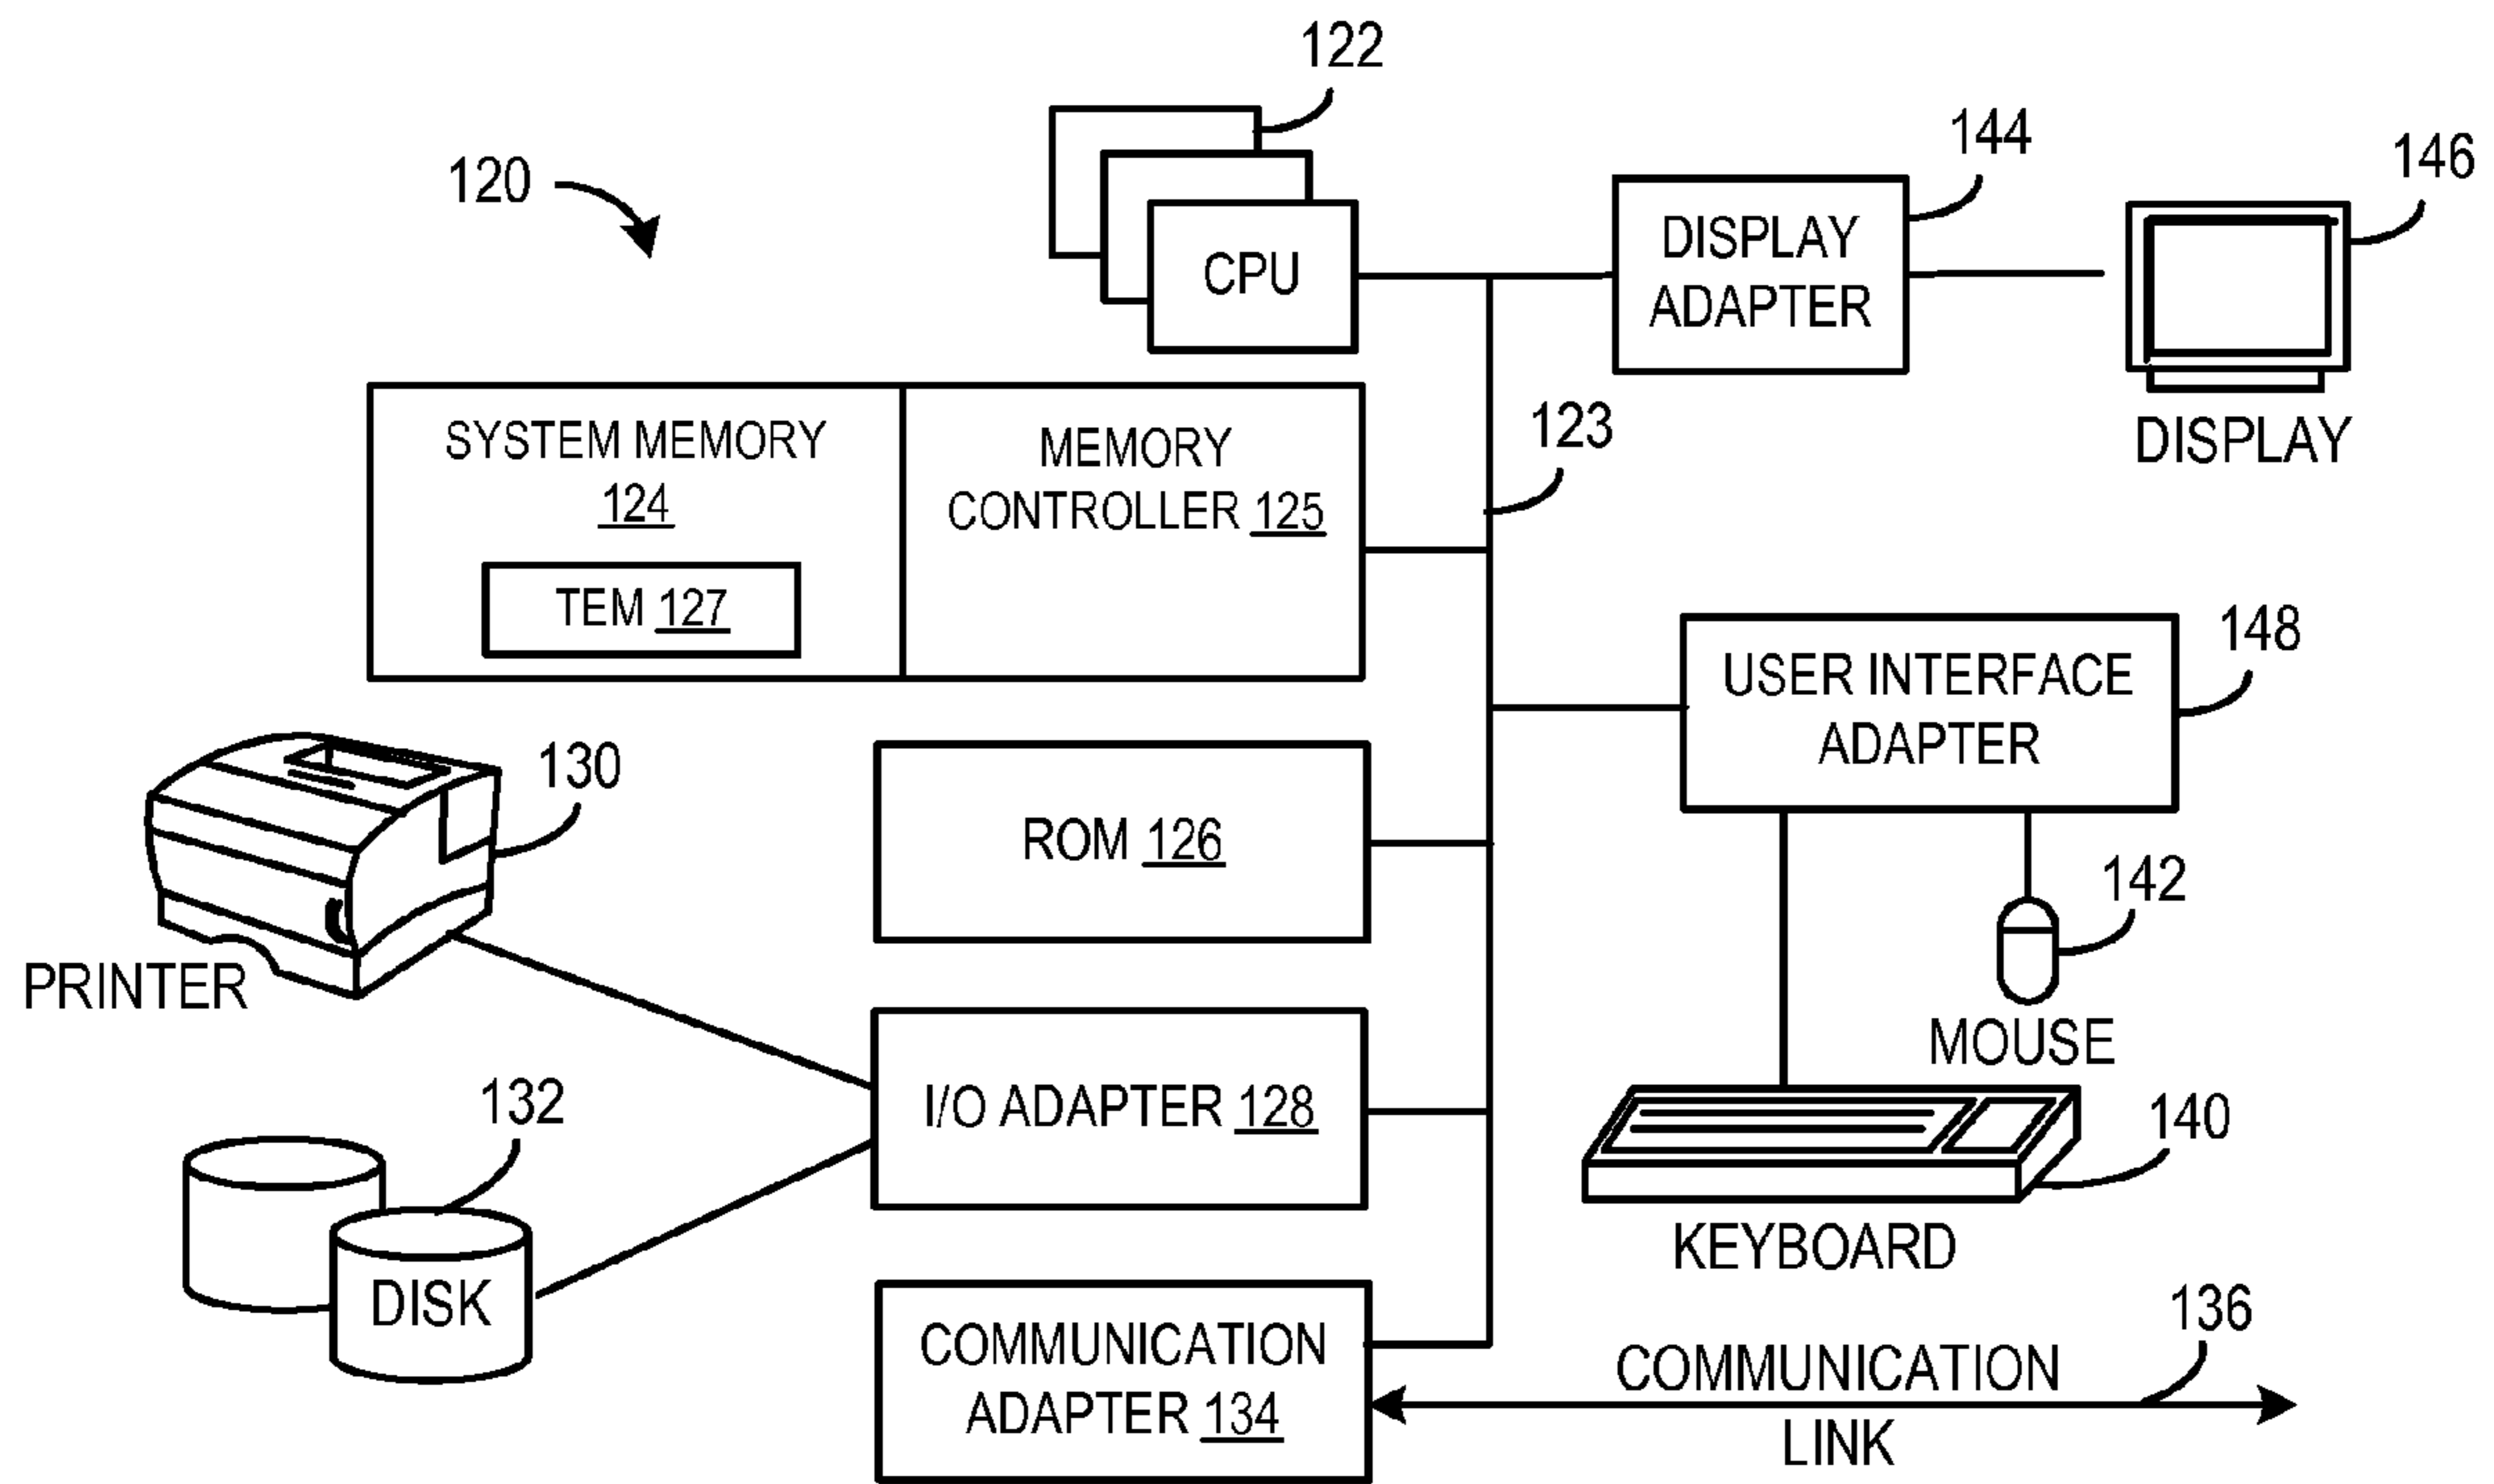 122
120
CPU
144
DISPLAY
ADAPTER
146
DISPLAY
SYSTEM MEMORY
124
TEM 127
MEMORY
CONTROLLER 125
123
148
USER INTERFACE
ADAPTER
130
PRINTER
ROM 126
142
MOUSE
132
DISK
I/O ADAPTER 128
140
KEYBOARD
COMMUNICATION
ADAPTER 134
136
COMMUNICATION
LINK